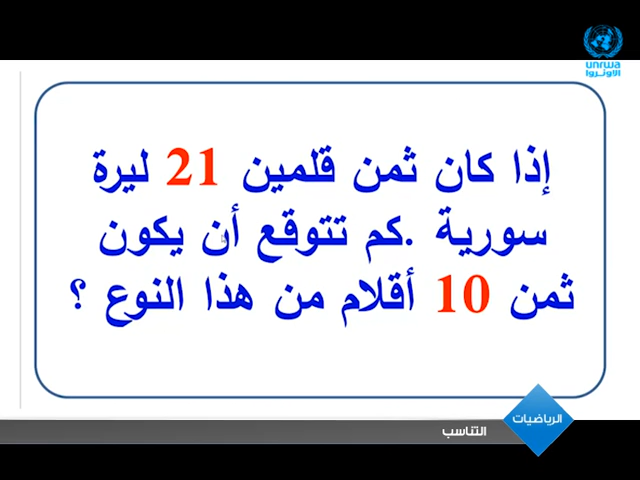 unrwa
الأونروا
إذا كان ثمن قلمين 21 ليرة
سورية .كم تتوقع أن يكون
ثمن 10 أقلام من هذا النوع ؟
الرياضيات
التناسب